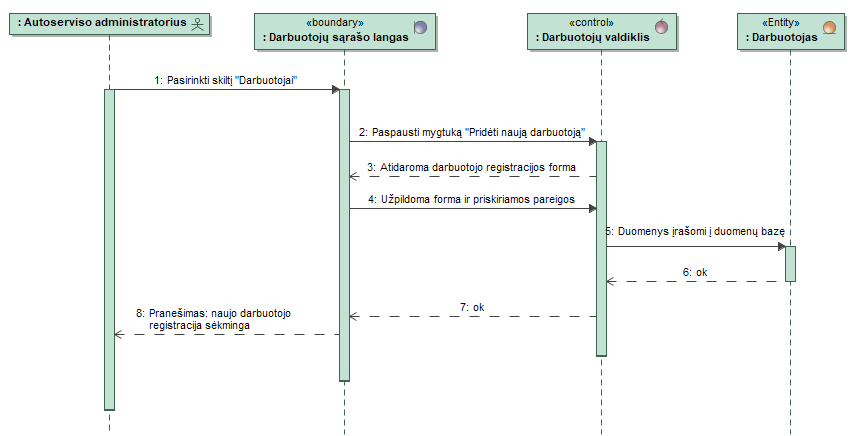 : Autoserviso administratorius
«boundary»
: Darbuotojų sąrašo langas
«control»
: Darbuotojų valdiklis
«Entity»
: Darbuotojas
1: Pasirinkti skiltį "Darbuotojai"
2: Paspausti mygtuką "Pridėti naują darbuotoją"
3: Atidaroma darbuotojo registracijos forma
4: Užpildoma forma ir priskiriamos pareigos
5: Duomenys įrašomi į duomenų bazę
6: ok
7: ok
8: Pranešimas: naujo darbuotojo
registracija sėkminga